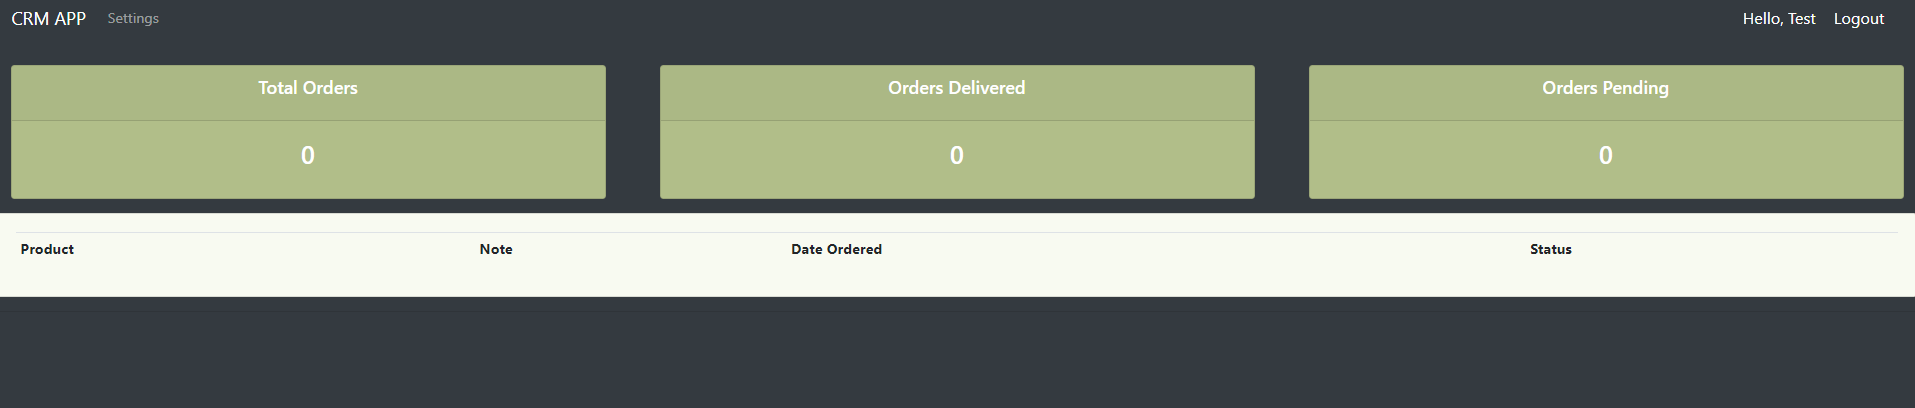 CRM APP Settings Hello, Test Logout
Total Orders Orders Delivered Orders Pending
0 0 0
Product Note Date Ordered Status